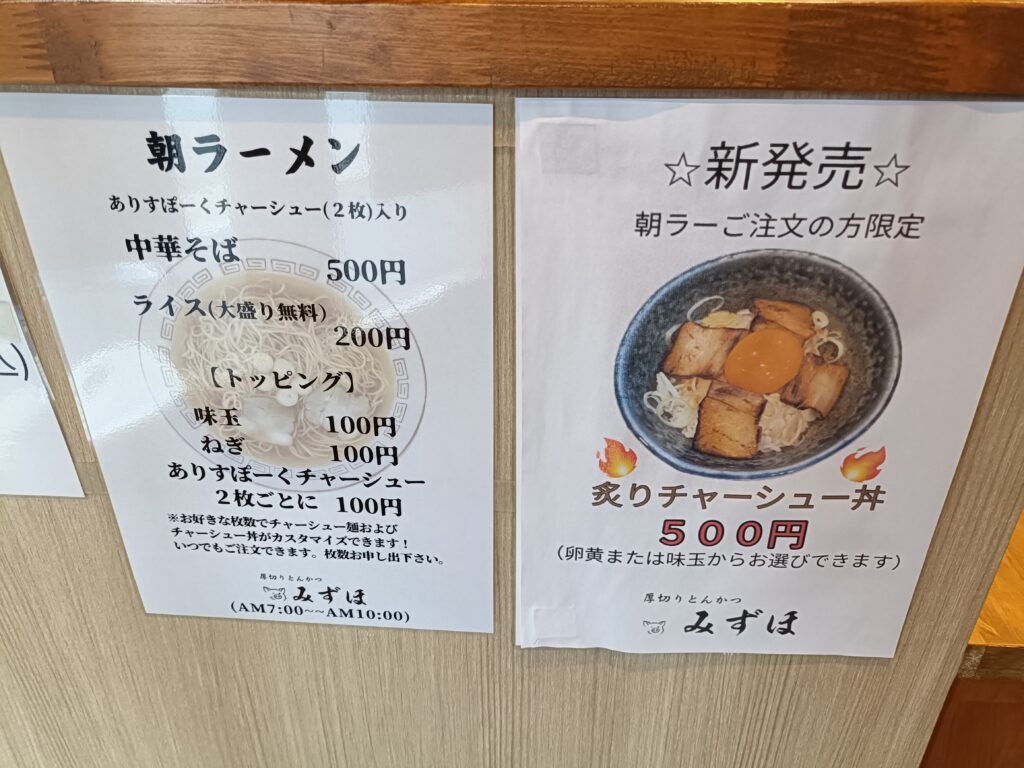 朝ラーメン
ありすぽーくチャーシュー(２枚)入り
中華そば
500円
ライス(大盛り無料)
200円
【トッピング】
味玉 100円
ねぎ 100円
ありすぽーくチャーシュー
２枚ごとに 100円
※お好きな枚数でチャーシュー麺および
チャーシュー丼がカスタマイズできます！
いつでもご注文できます。枚数お申し出下さい。
厚切りとんかつ
みずほ
(AM7:00~~AM10:00)
☆新発売☆
朝ラーご注文の方限定
炙りチャーシュー丼
５００円
（卵黄または味玉からお選びできます）
厚切りとんかつ
みずほ